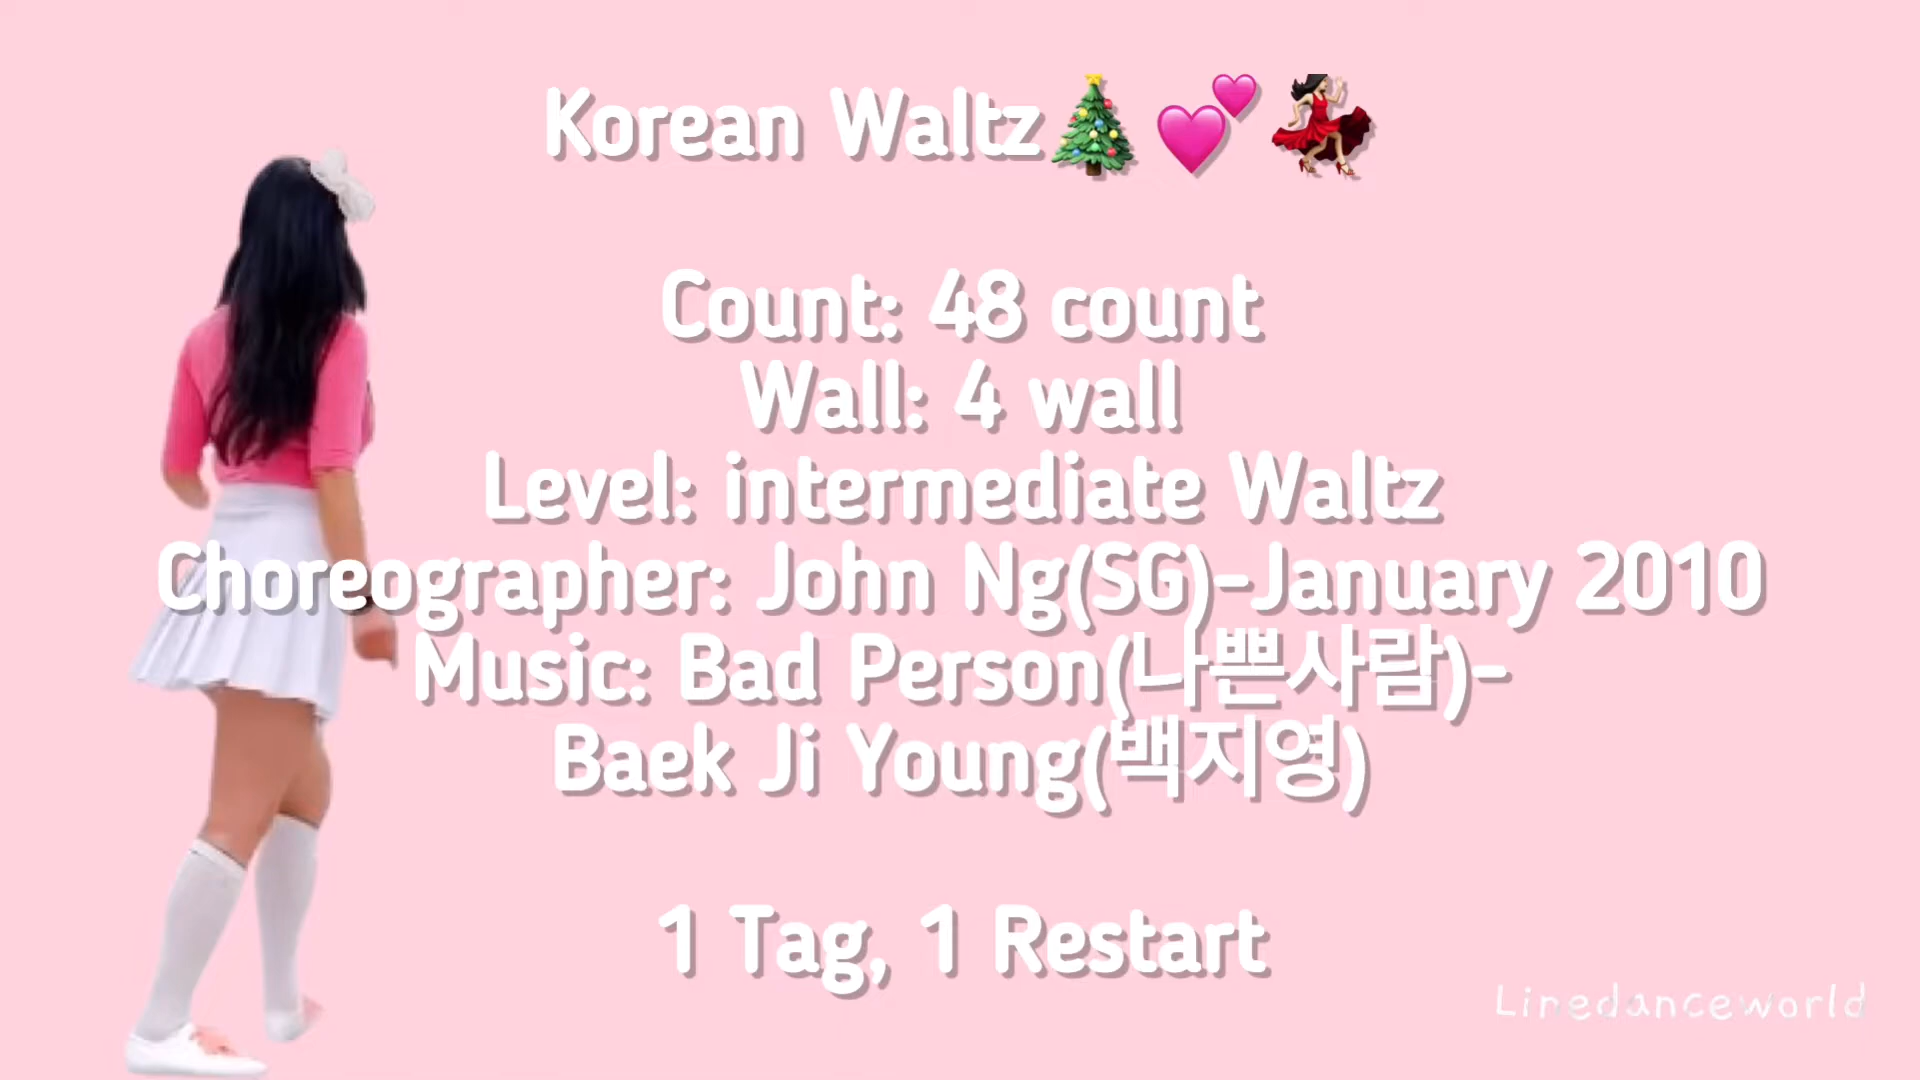 Korean Waltz🎄💕💃
Count: 48 count
Wall: 4 wall
Level: intermediate Waltz
Choreographer: John Ng(SG)-January 2010
Music: Bad Person(나쁜사람)-
Baek Ji Young(백지영)
1 Tag, 1 Restart
Linedanceworld